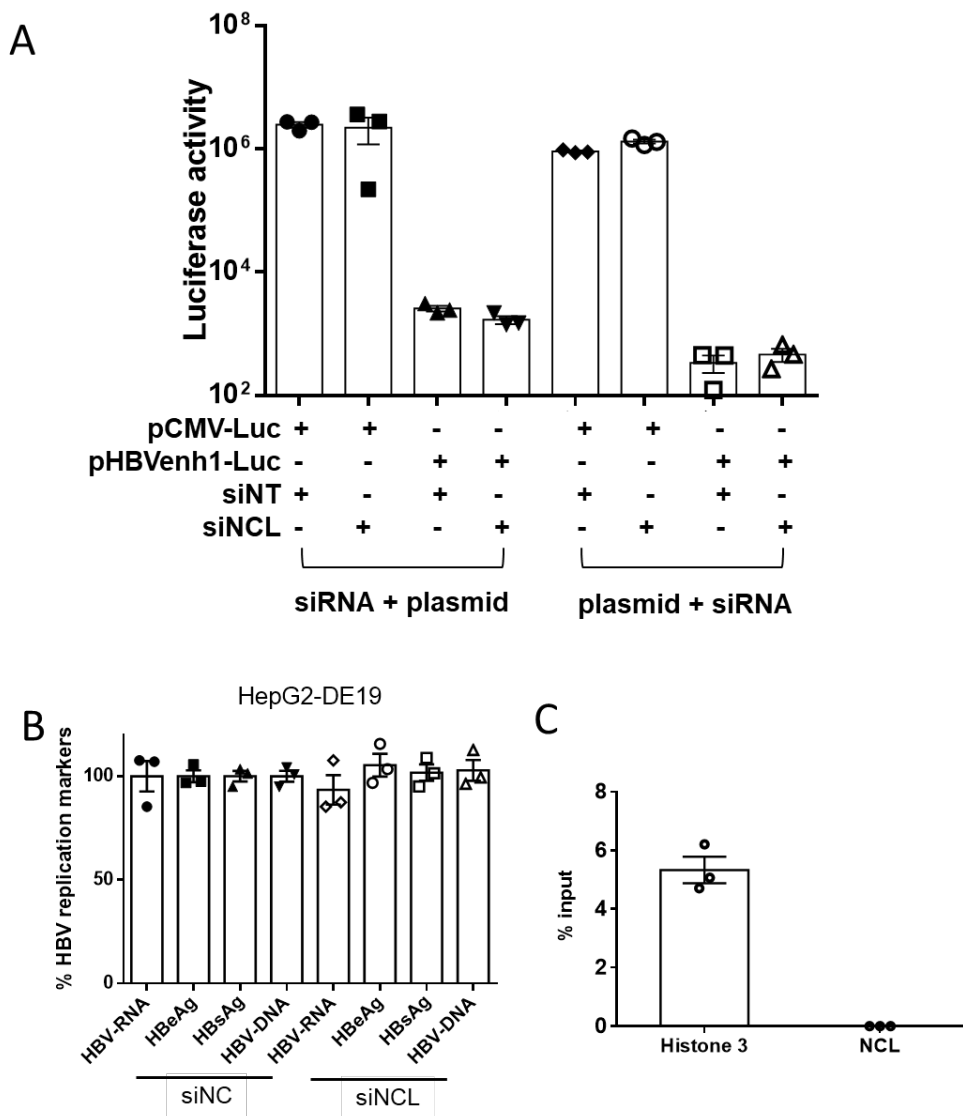 A
Luciferase activity
10⁸
10⁶
10⁴
10²
pCMV-Luc + + - - + + - -
pHBVenh1-Luc - - + + - - + +
siNT + - + - + - + -
siNCL - + - + - + - +
siRNA + plasmid plasmid + siRNA
B
HepG2-DE19
% HBV replication markers
100
50
0
HBV-RNA HBeAg HBsAg HBV-DNA HBV-RNA HBeAg HBsAg HBV-DNA
siNC siNCL
C
% input
8
6
4
2
0
Histone 3 NCL